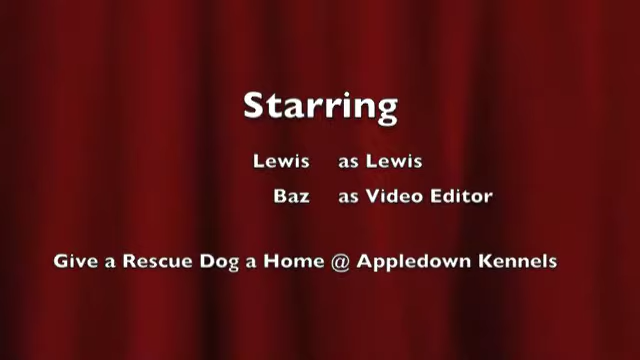 Starring
Lewis as Lewis
Baz as Video Editor
Give a Rescue Dog a Home @ Appledown Kennels